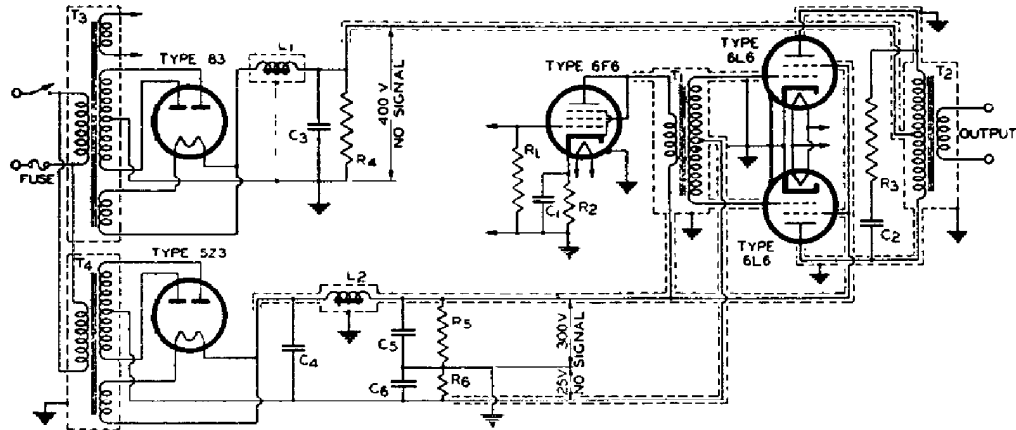 T3
TYPE 83
L1
C3
R4
400 V
NO SIGNAL
FUSE
TYPE 6F6
R1
C1
R2
T1
TYPE
6L6
TYPE
6L6
R3
C2
T2
OUTPUT
T4
TYPE 5Z3
L2
C4
C5
C6
R5
R6
300V
NO SIGNAL
25V